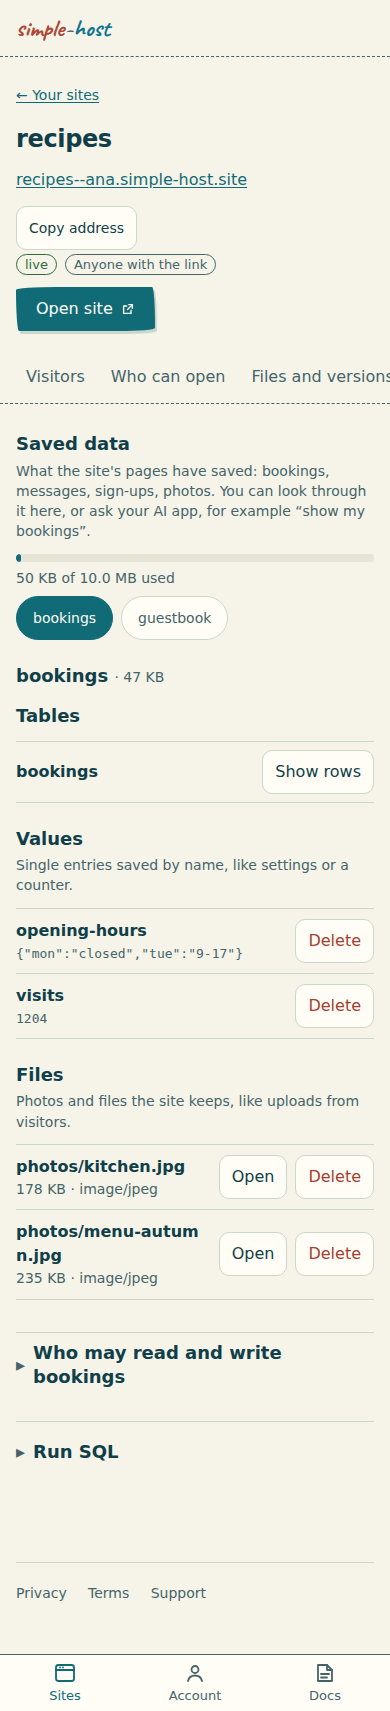 simple-host
← Your sites
recipes
recipes--ana.simple-host.site
Copy address
live Anyone with the link
Open site
Visitors Who can open Files and versions
Saved data
What the site's pages have saved: bookings,
messages, sign-ups, photos. You can look through
it here, or ask your AI app, for example “show my
bookings”.
50 KB of 10.0 MB used
bookings guestbook
bookings · 47 KB
Tables
bookings Show rows
Values
Single entries saved by name, like settings or a
counter.
opening-hours
{"mon":"closed","tue":"9-17"}
Delete
visits
1204
Delete
Files
Photos and files the site keeps, like uploads from
visitors.
photos/kitchen.jpg
178 KB · image/jpeg
Open Delete
photos/menu-autum
n.jpg
235 KB · image/jpeg
Open Delete
▶ Who may read and write
bookings
▶ Run SQL
Privacy Terms Support
Sites Account Docs